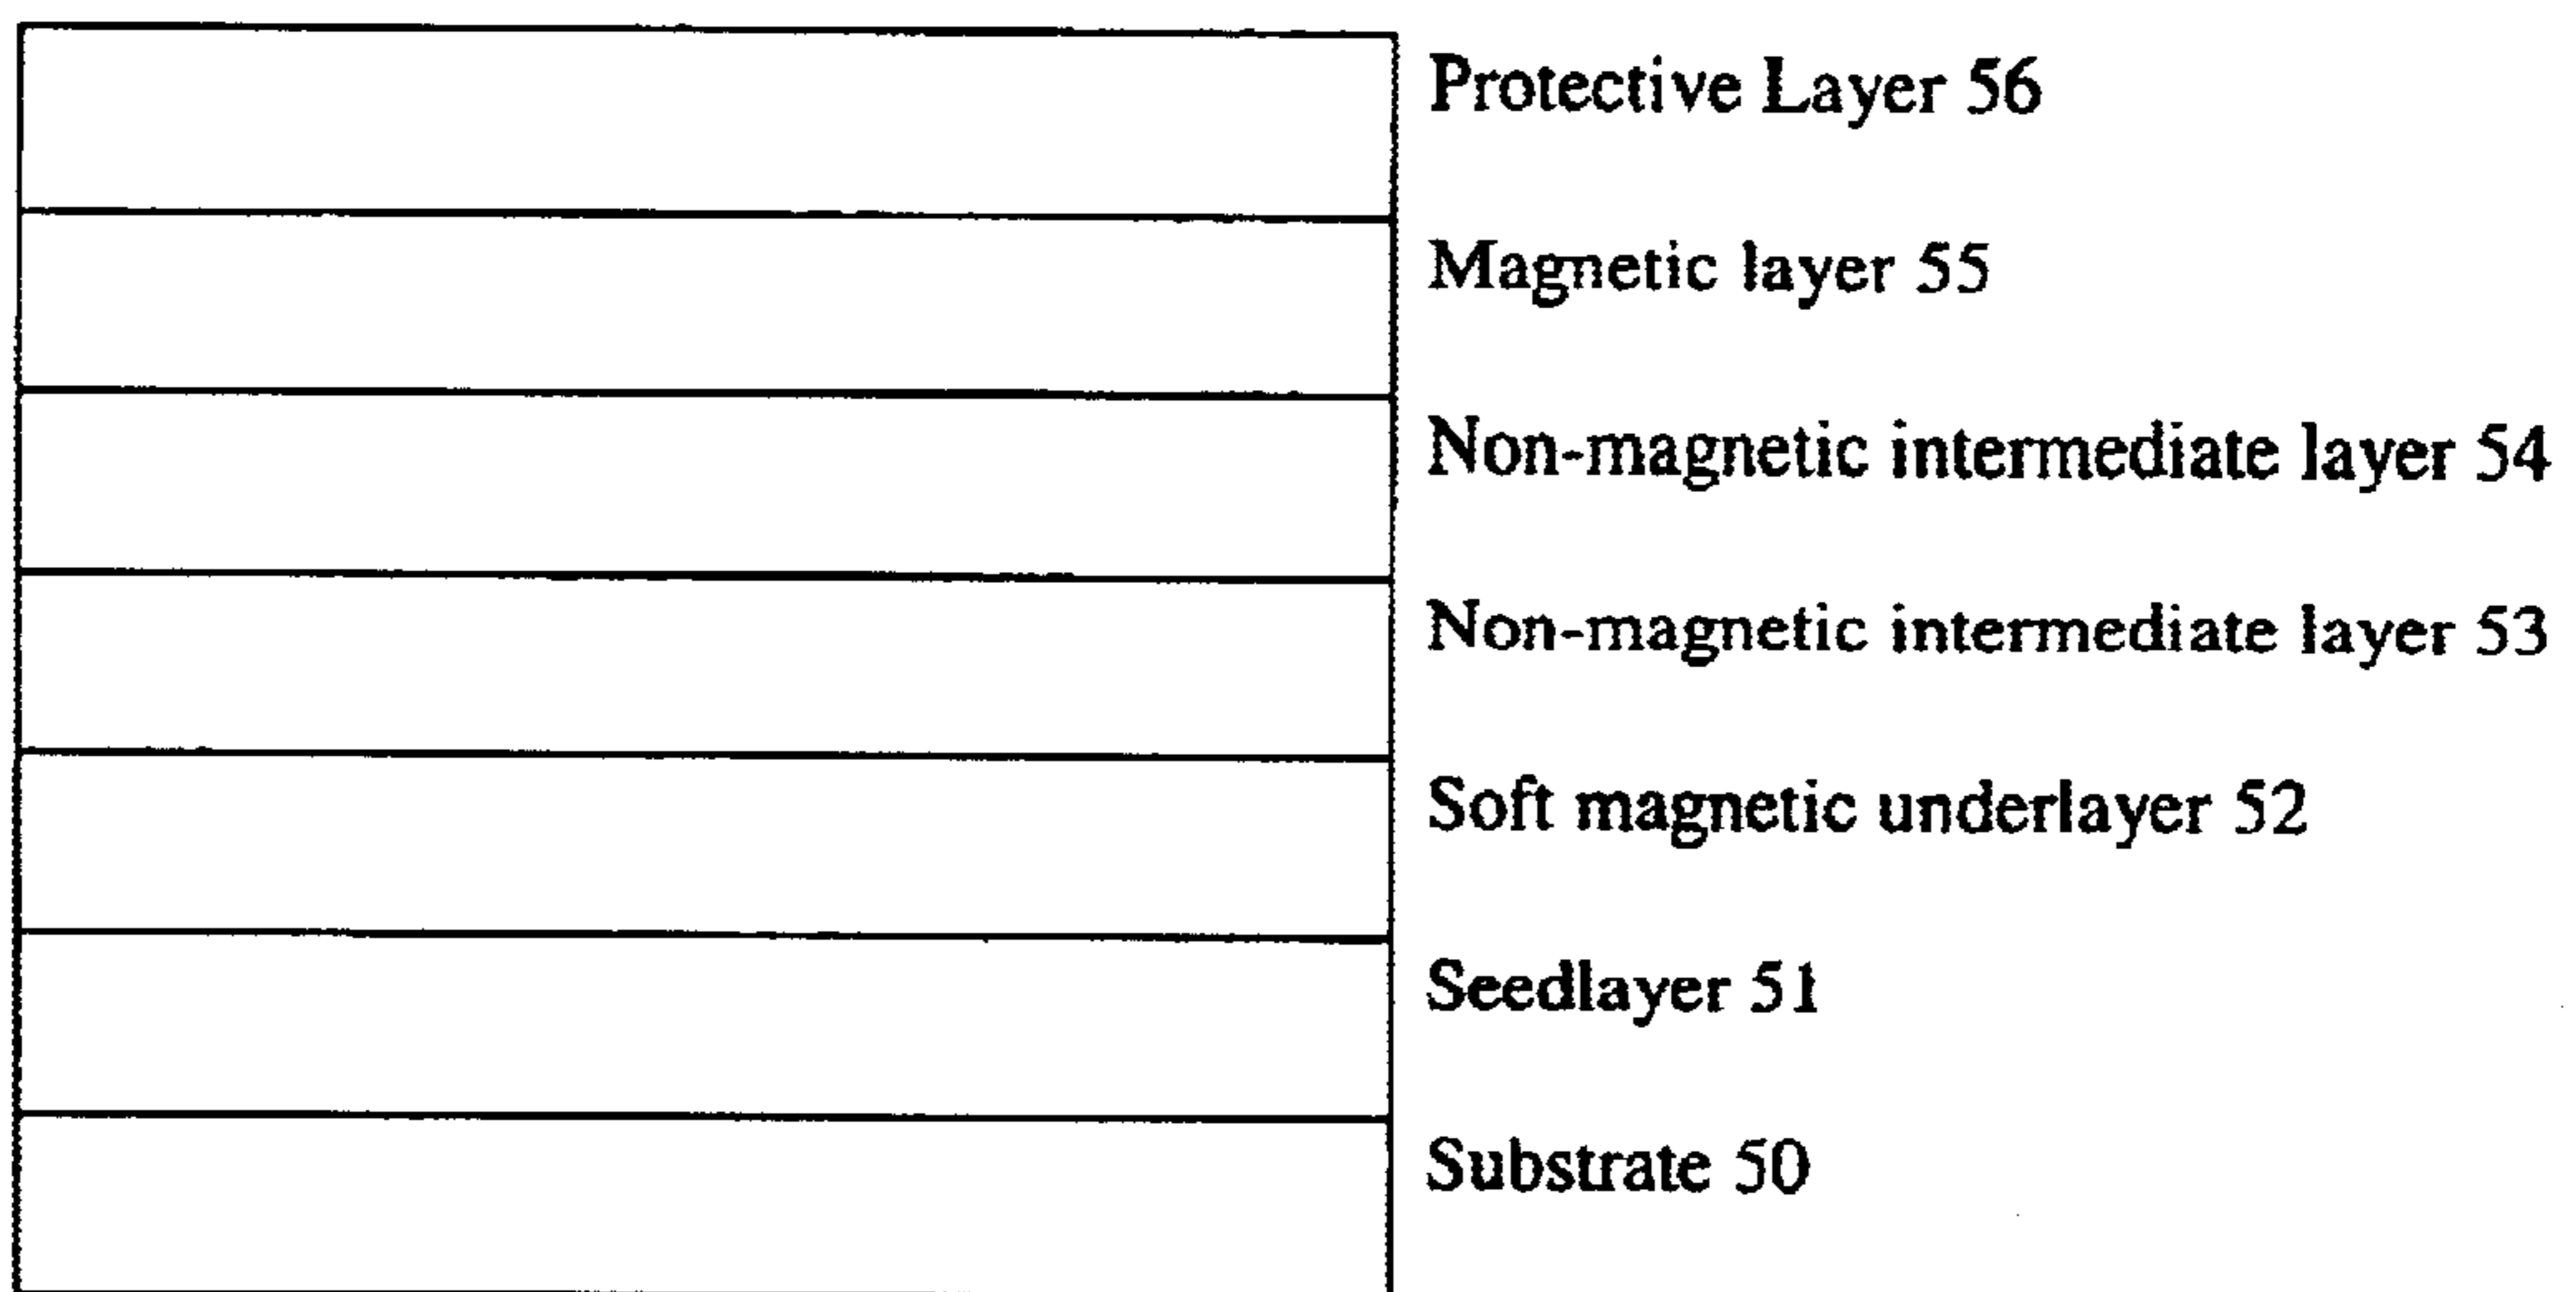 Protective Layer 56
Magnetic layer 55
Non-magnetic intermediate layer 54
Non-magnetic intermediate layer 53
Soft magnetic underlayer 52
Seedlayer 51
Substrate 50